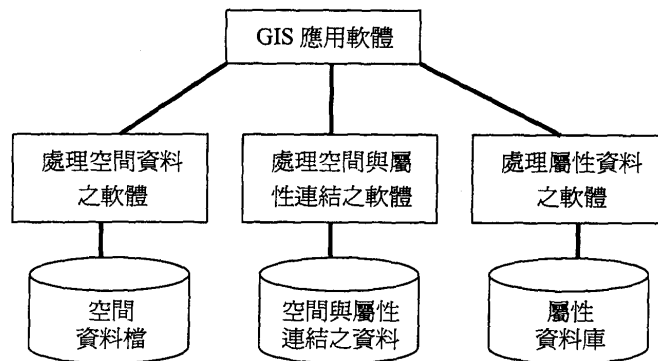 GIS 應用軟體
處理空間資料
之軟體
處理空間與屬
性連結之軟體
處理屬性資料
之軟體
空間
資料檔
空間與屬性
連結之資料
屬性
資料庫